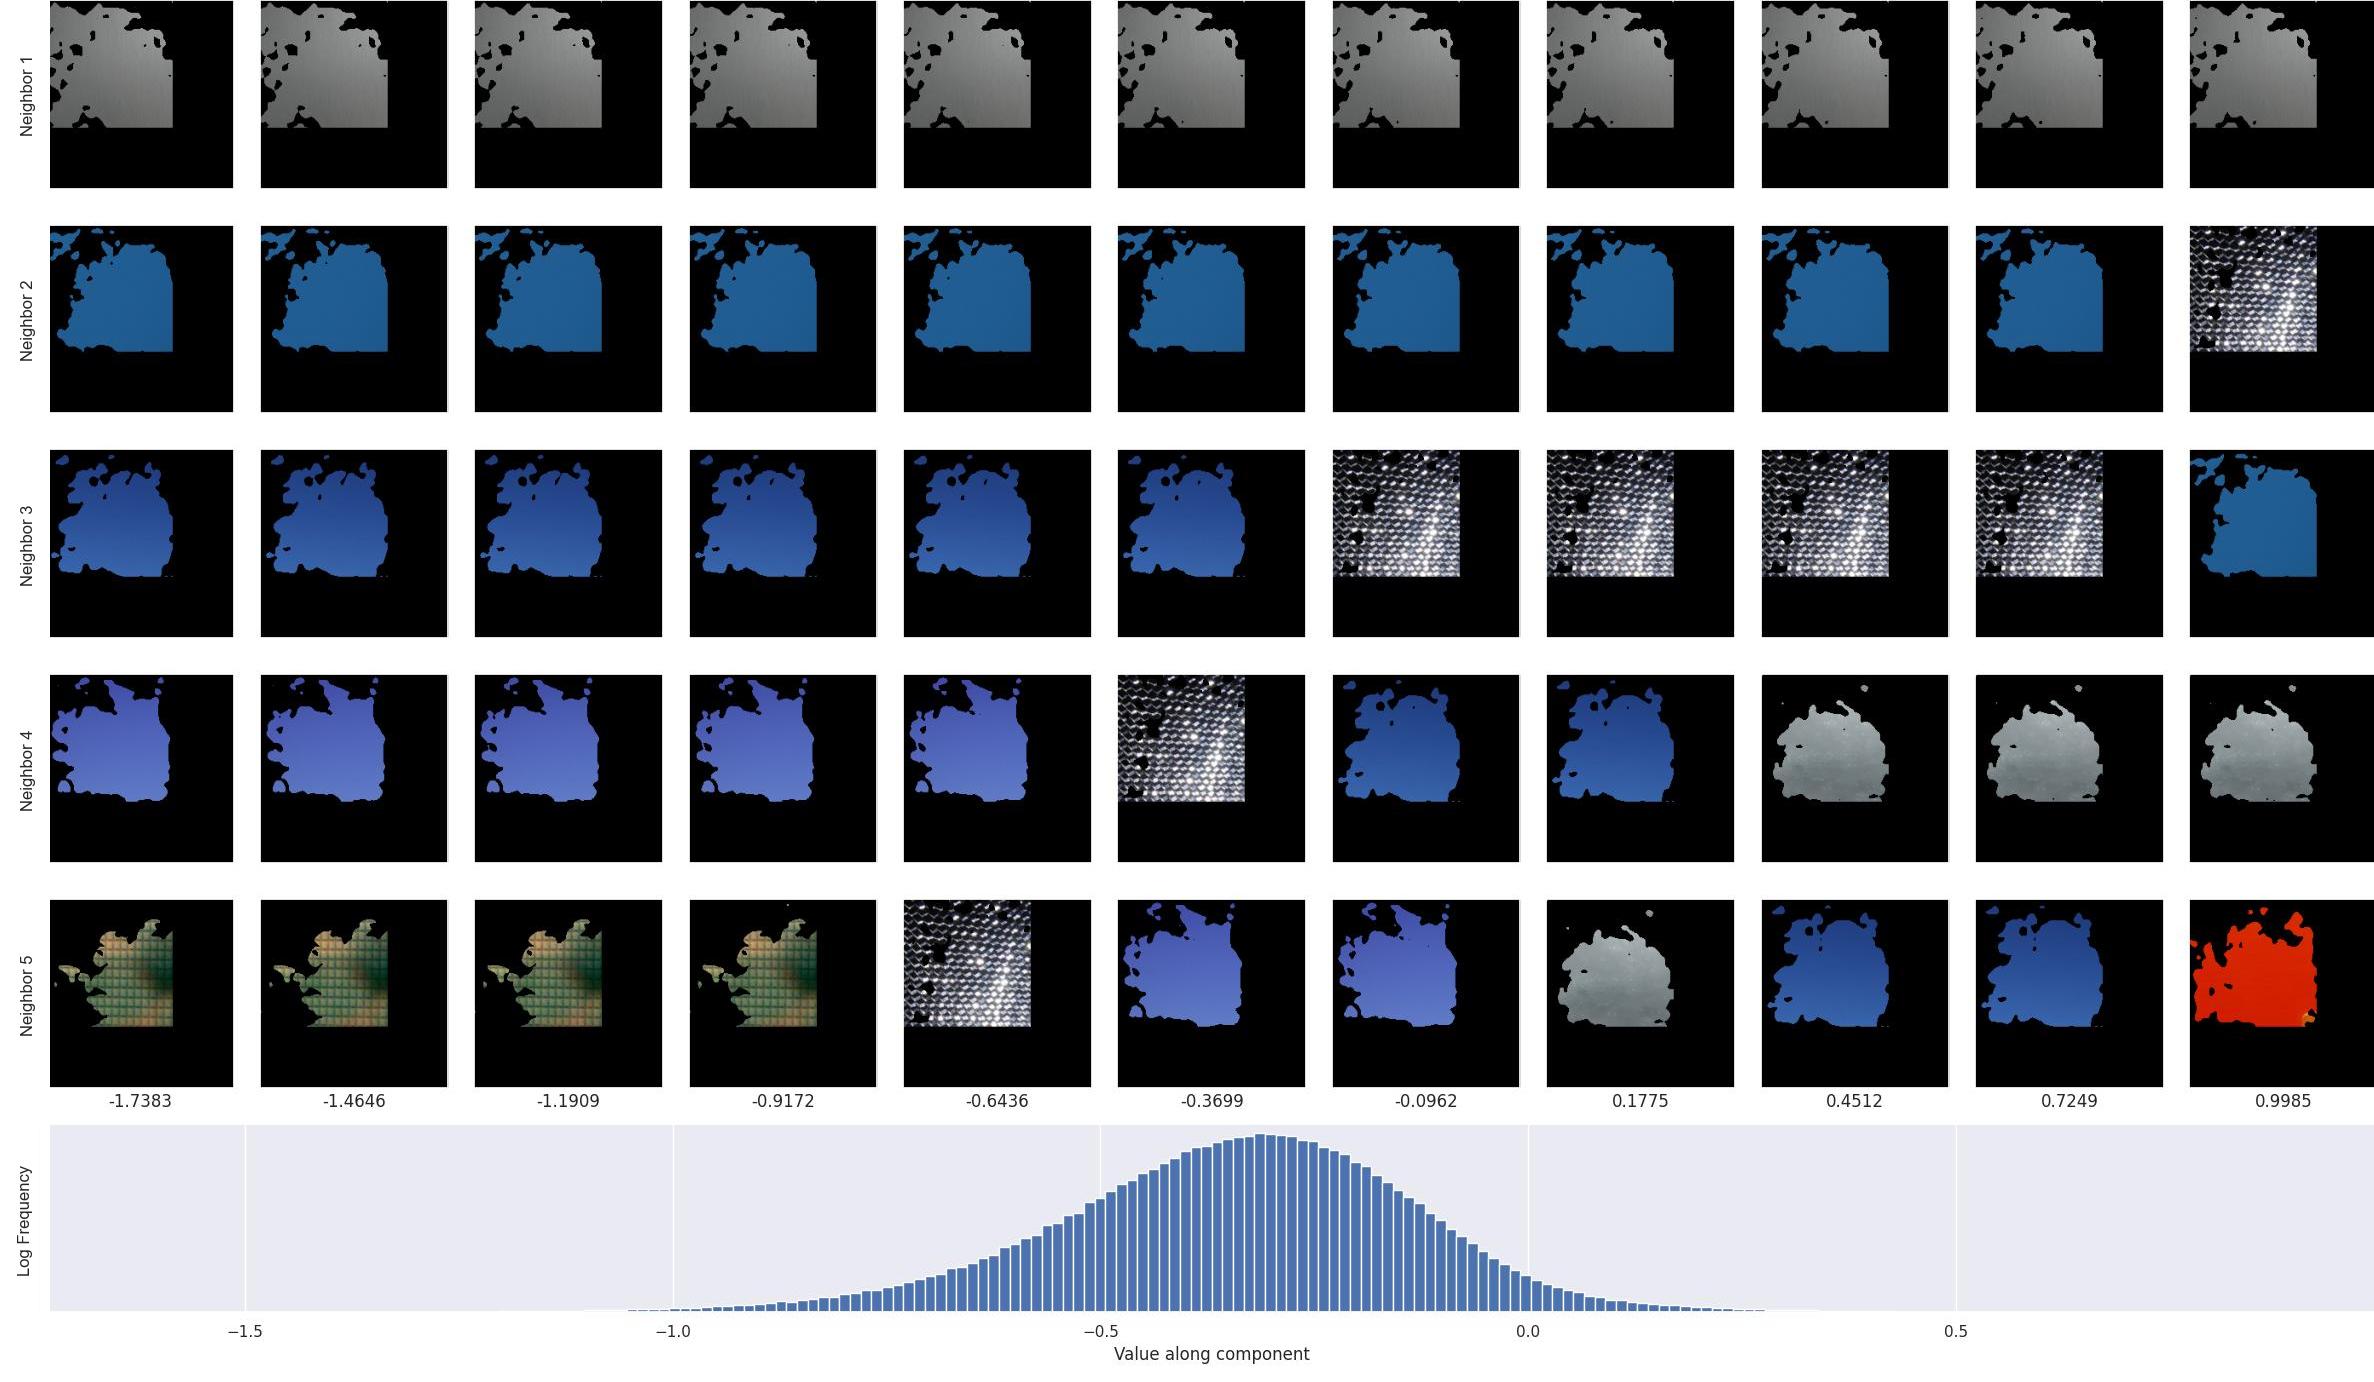 Neighbor 1
Neighbor 2
Neighbor 3
Neighbor 4
Neighbor 5
-1.7383 -1.4646 -1.1909 -0.9172 -0.6436 -0.3699 -0.0962 0.1775 0.4512 0.7249 0.9985
Log Frequency
−1.5 −1.0 −0.5 0.0 0.5
Value along component